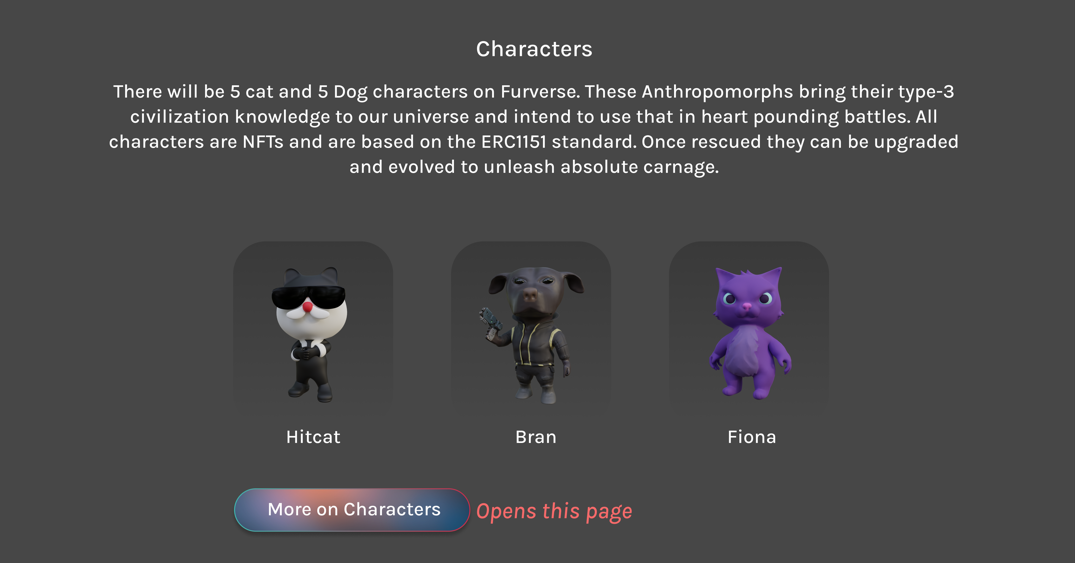 Characters
There will be 5 cat and 5 Dog characters on Furverse. These Anthropomorphs bring their type-3
civilization knowledge to our universe and intend to use that in heart pounding battles. All
characters are NFTs and are based on the ERC1151 standard. Once rescued they can be upgraded
and evolved to unleash absolute carnage.
Hitcat Bran Fiona
More on Characters Opens this page